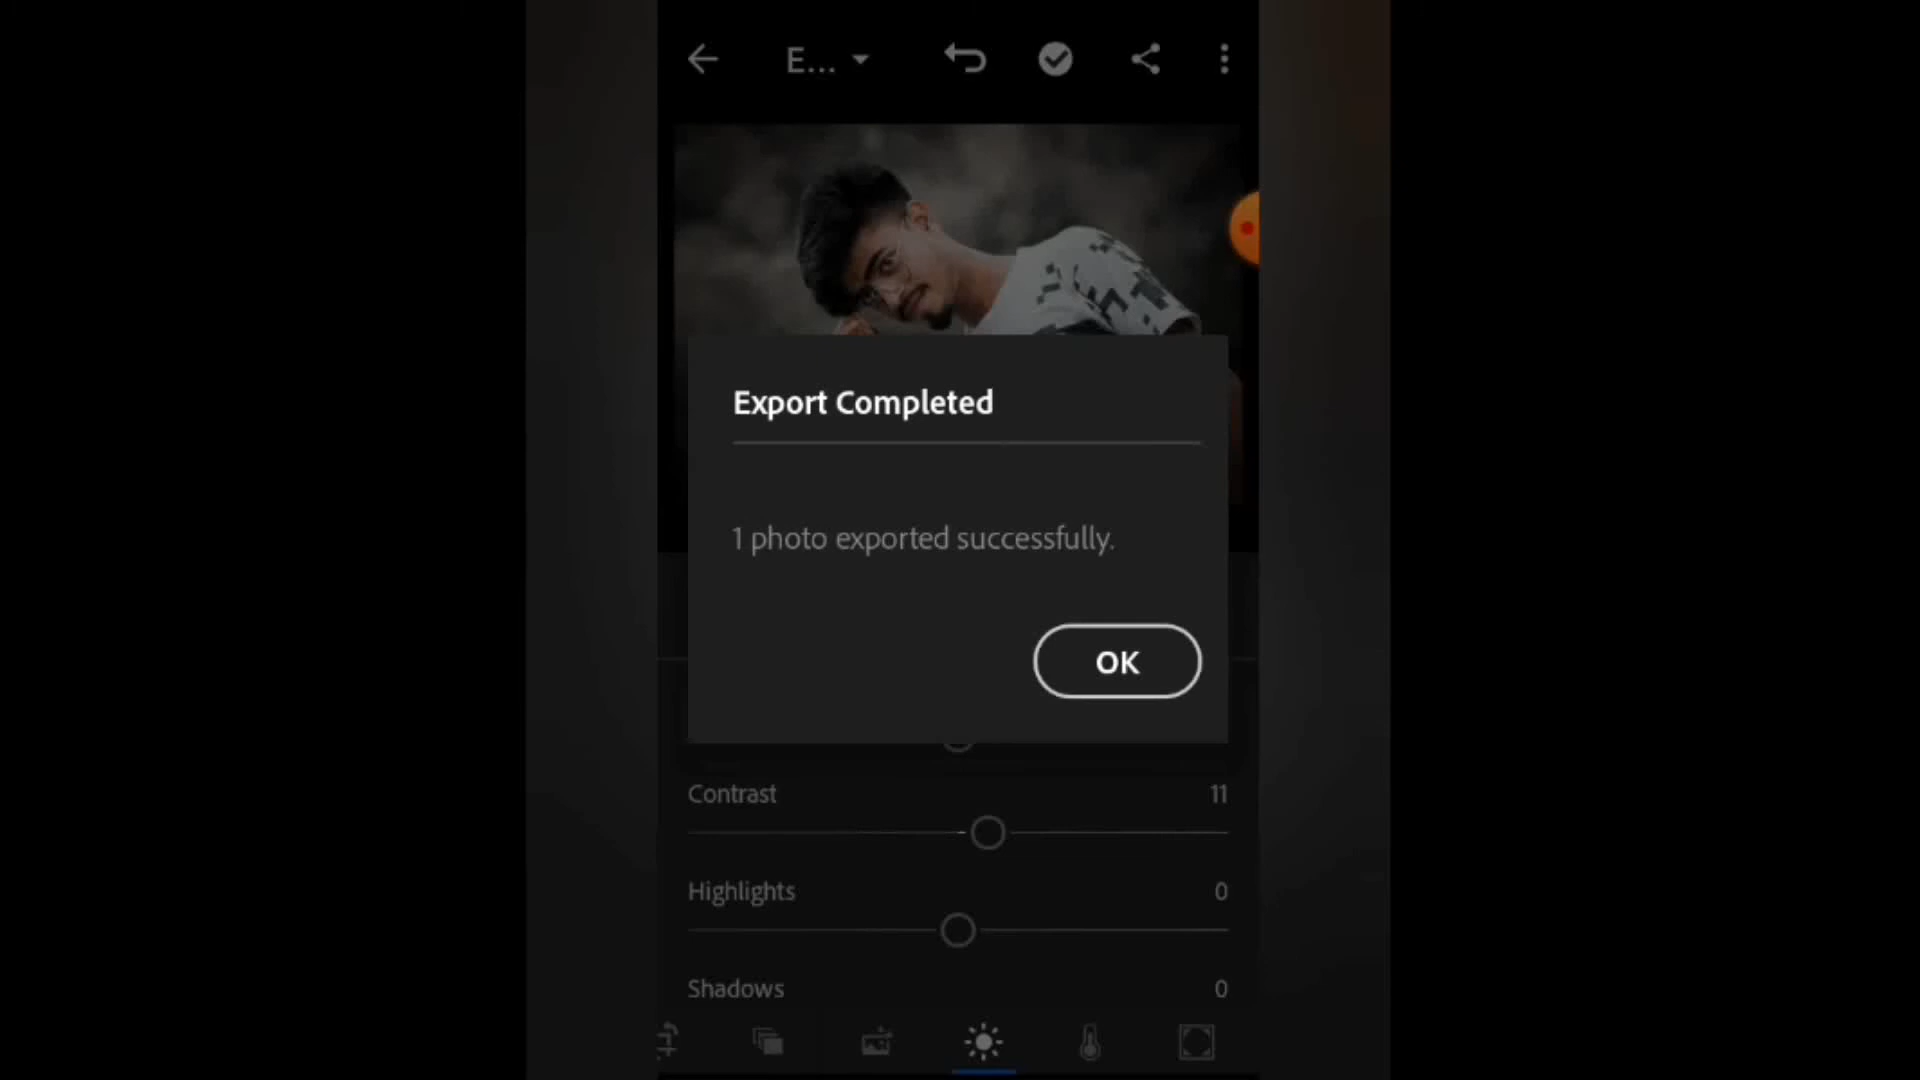 E...
Export Completed
1 photo exported successfully.
OK
Contrast 11
Highlights 0
Shadows 0